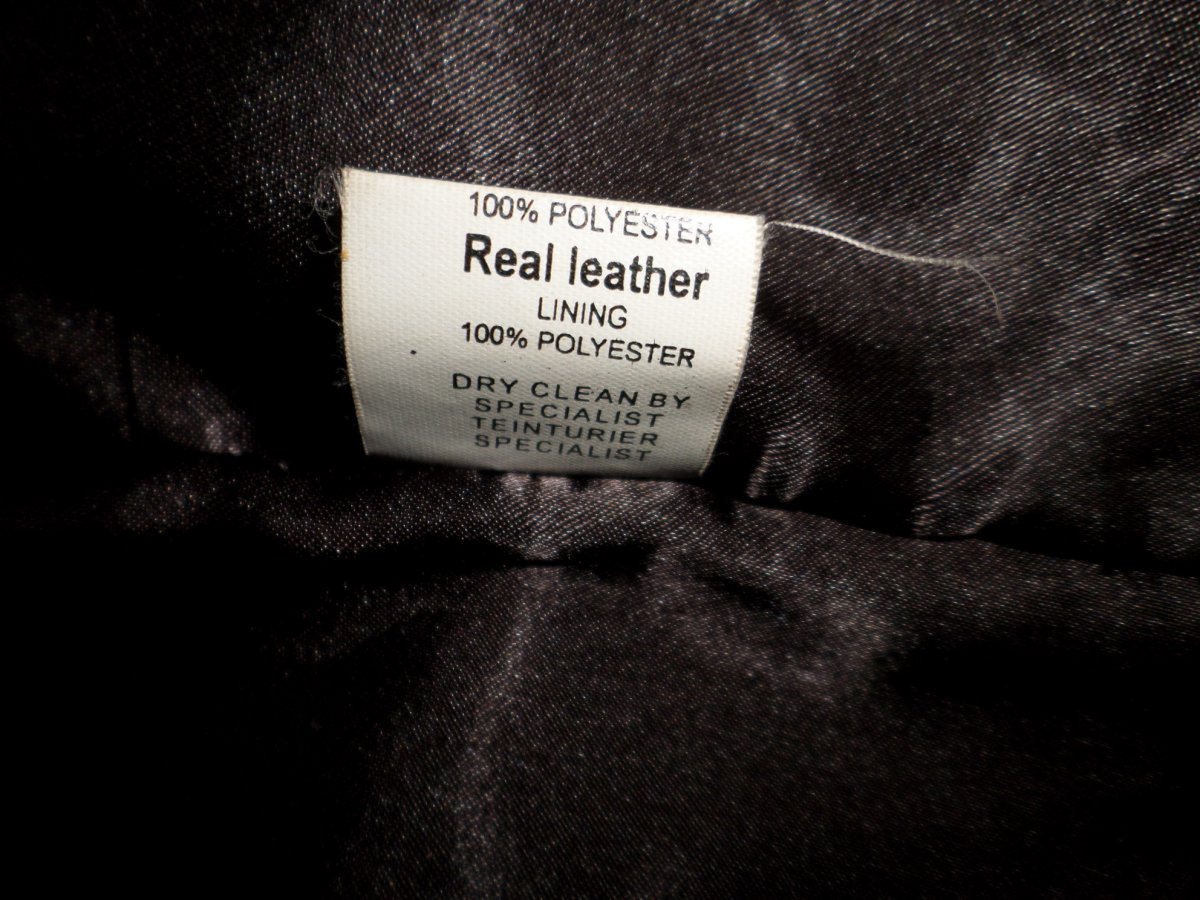 100% POLYESTER
Real leather
LINING
100% POLYESTER
DRY CLEAN BY
SPECIALIST
TEINTURIER
SPECIALIST